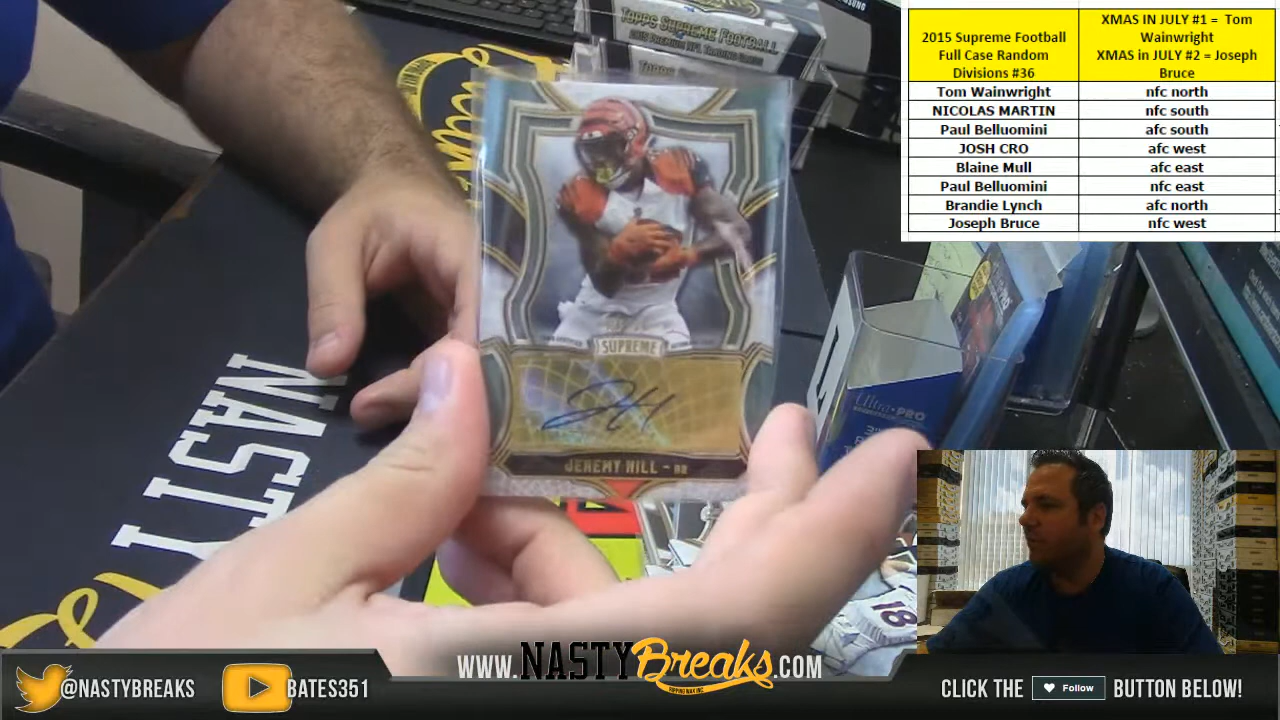 2015 Supreme Football
Full Case Random
Divisions #36
XMAS IN JULY #1 = Tom
Wainwright
XMAS in JULY #2 = Joseph
Bruce
Tom Wainwright nfc north
NICOLAS MARTIN nfc south
Paul Belluomini afc south
JOSH CRO afc west
Blaine Mull afc east
Paul Belluomini nfc east
Brandie Lynch afc north
Joseph Bruce nfc west
TOPPS SUPREME FOOTBALL
SUPREME
JEREMY HILL - RB
Ultra·PRO
NASTY
18
@NASTYBREAKS
BATES351
WWW.NASTYBreaks.COM
CLICK THE Follow BUTTON BELOW!